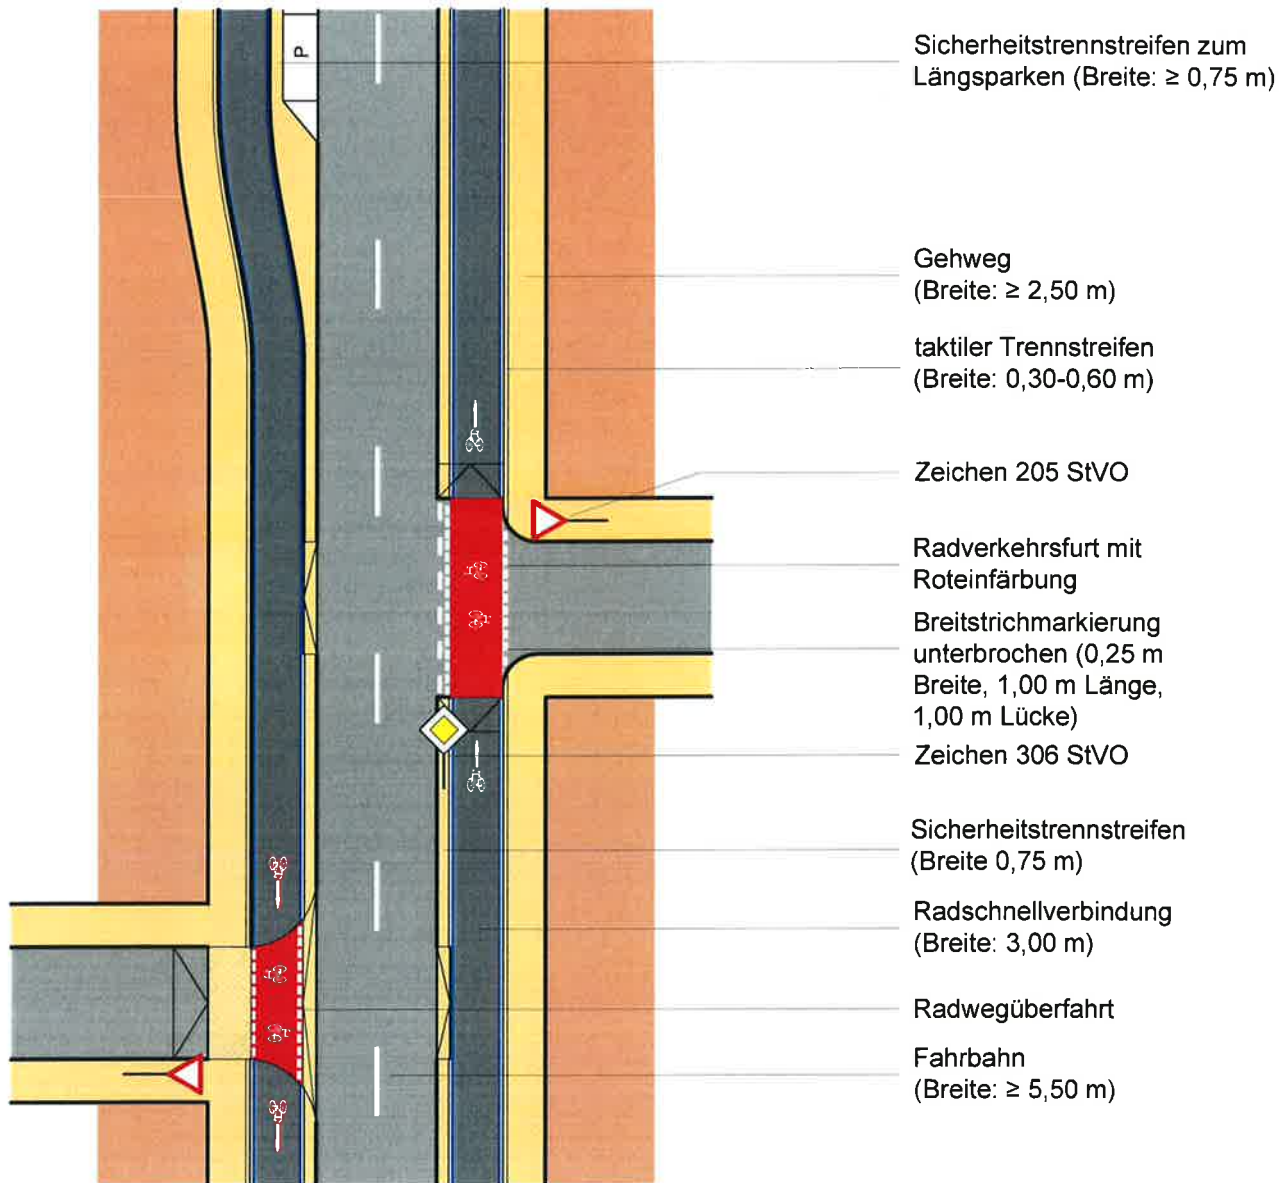 P
Sicherheitstrennstreifen zum
Längsparken (Breite: ≥ 0,75 m)
Gehweg
(Breite: ≥ 2,50 m)
taktiler Trennstreifen
(Breite: 0,30-0,60 m)
Zeichen 205 StVO
Radverkehrsfurt mit
Roteinfärbung
Breitstrichmarkierung
unterbrochen (0,25 m
Breite, 1,00 m Länge,
1,00 m Lücke)
Zeichen 306 StVO
Sicherheitstrennstreifen
(Breite 0,75 m)
Radschnellverbindung
(Breite: 3,00 m)
Radwegüberfahrt
Fahrbahn
(Breite: ≥ 5,50 m)